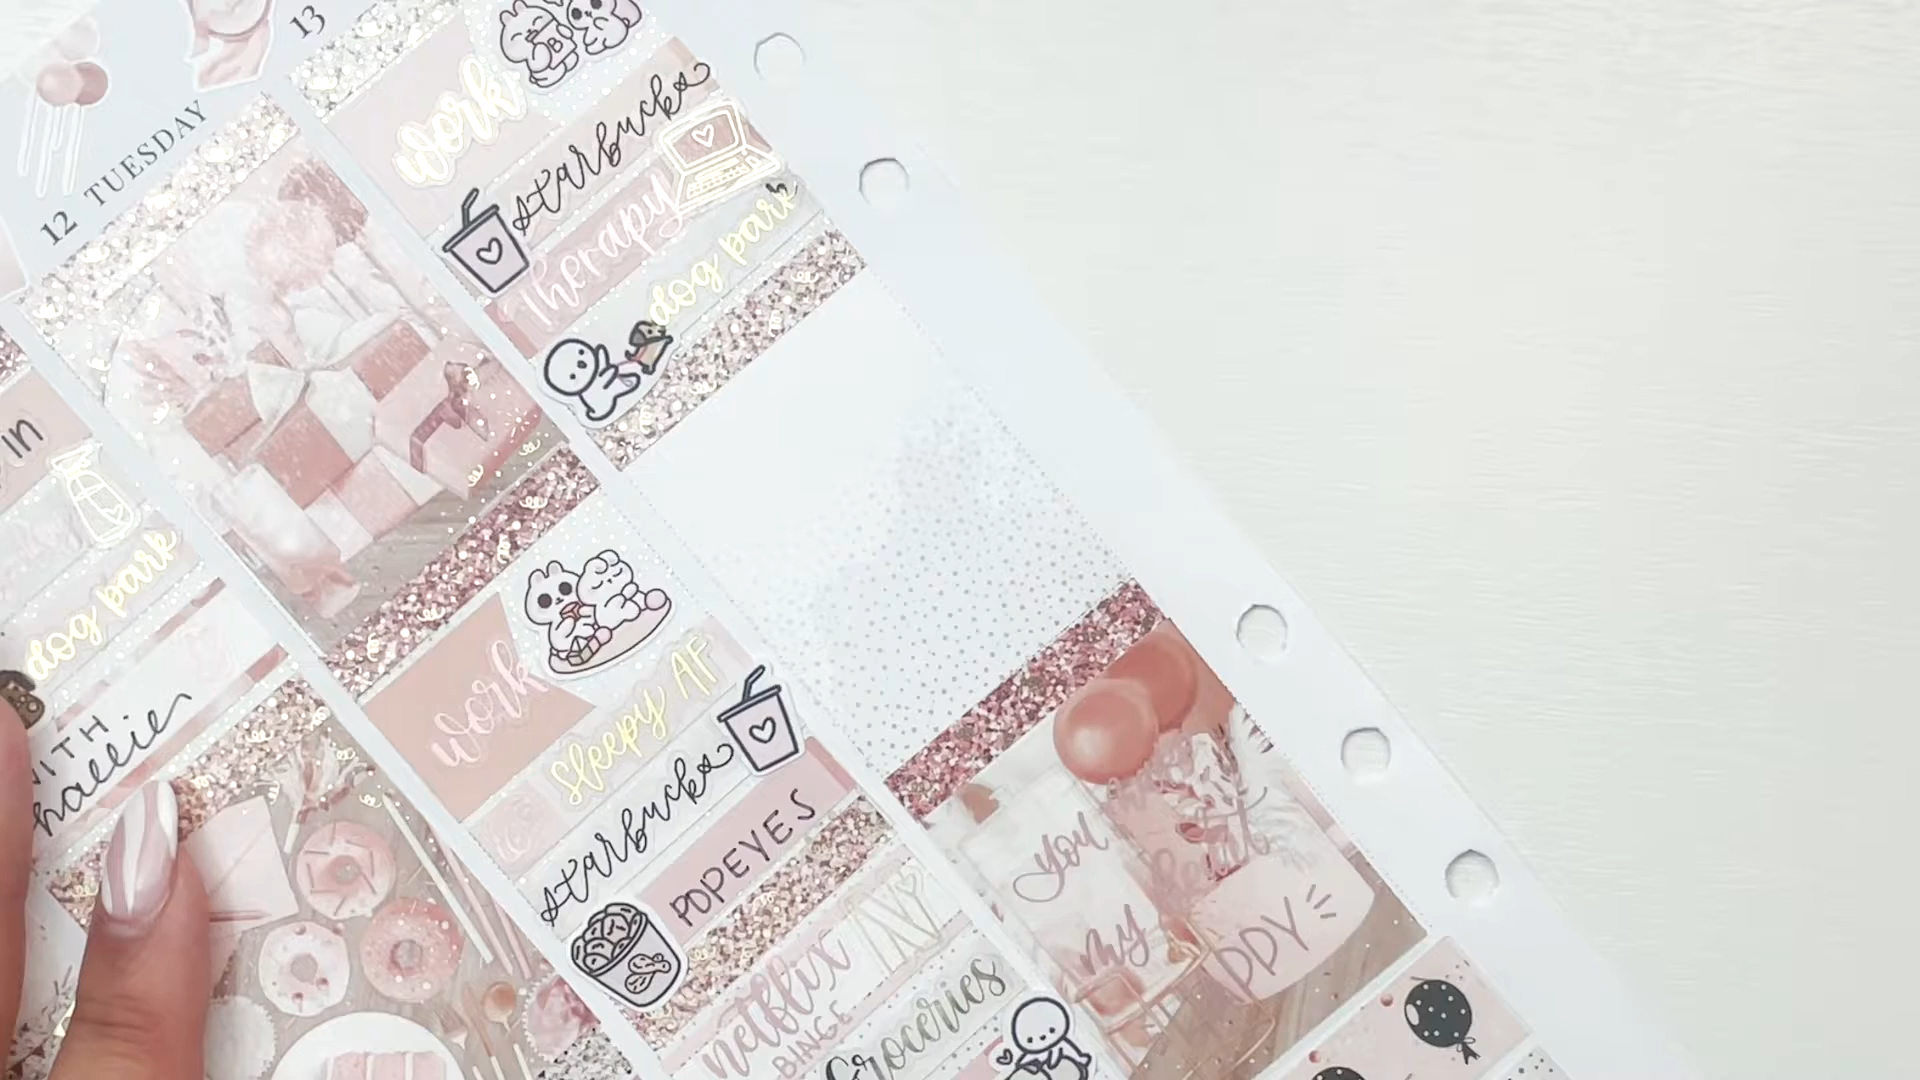 13
12 TUESDAY
work
starbucks
Therapy
dog park
in
dog park
WITH
hallie
work
sleepy AF
starbucks
POPEYES
netflix
BINGE
Groceries
you
my
PPY